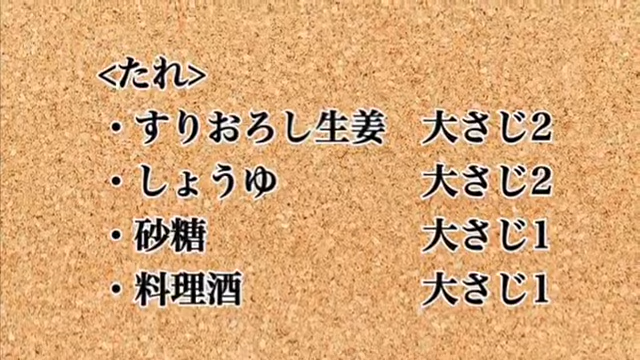 <たれ>
・すりおろし生姜 大さじ2
・しょうゆ 大さじ2
・砂糖 大さじ1
・料理酒 大さじ1